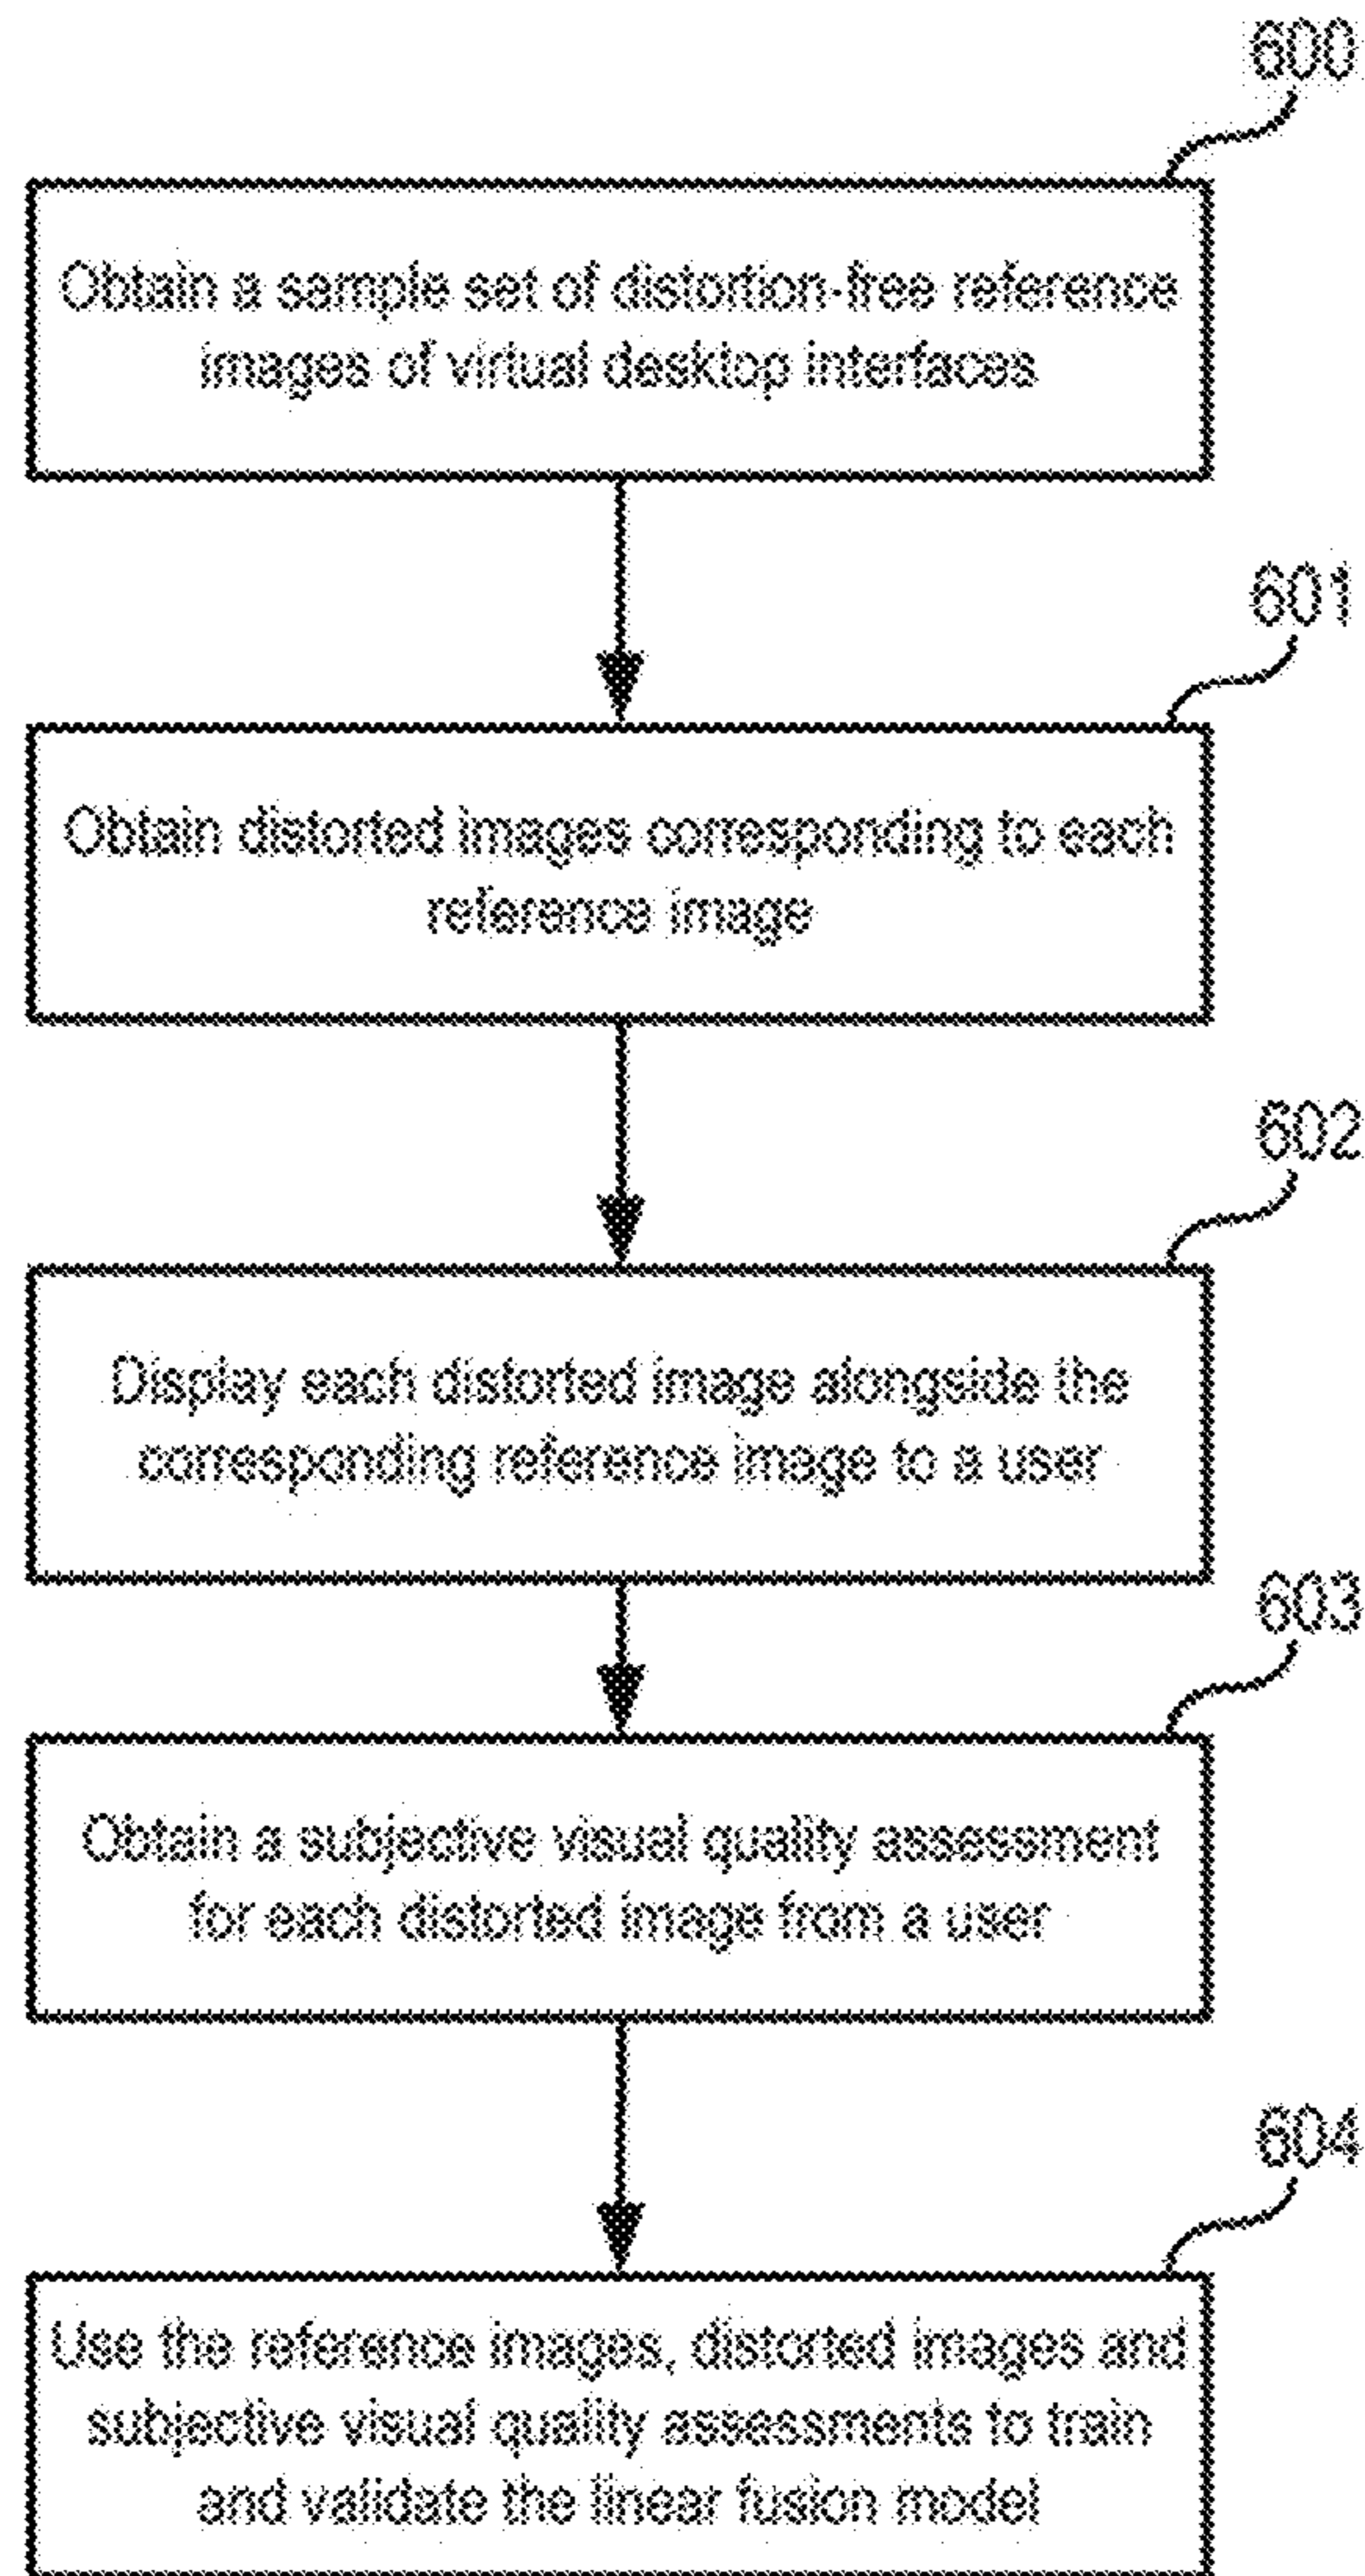 600
Obtain a sample set of distortion-free reference
images of virtual desktop interfaces
601
Obtain distorted images corresponding to each
reference image
602
Display each distorted image alongside the
corresponding reference image to a user
603
Obtain a subjective visual quality assessment
for each distorted image from a user
604
Use the reference images, distorted images and
subjective visual quality assessments to train
and validate the linear fusion model